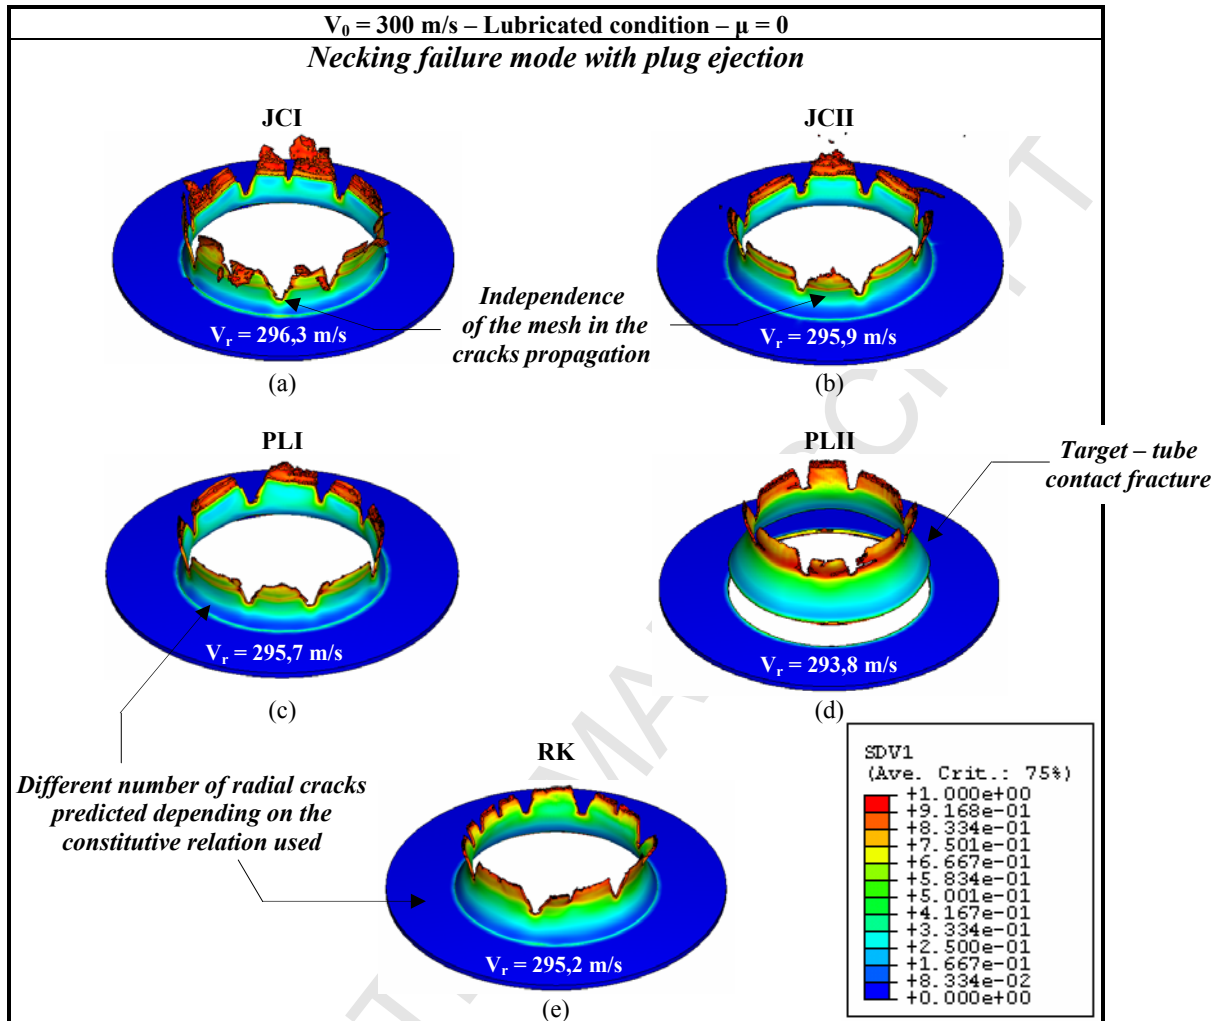 V₀ = 300 m/s – Lubricated condition – μ = 0
Necking failure mode with plug ejection
JCI
JCII
Independence
of the mesh in the
cracks propagation
Vᵣ = 296,3 m/s
Vᵣ = 295,9 m/s
(a)
(b)
PLI
PLII
Target – tube
contact fracture
Vᵣ = 295,7 m/s
Vᵣ = 293,8 m/s
(c)
(d)
Different number of radial cracks
predicted depending on the
constitutive relation used
RK
Vᵣ = 295,2 m/s
(e)
SDV1
(Ave. Crit.: 75%)
+1.000e+00
+9.168e-01
+8.334e-01
+7.501e-01
+6.667e-01
+5.834e-01
+5.001e-01
+4.167e-01
+3.334e-01
+2.500e-01
+1.667e-01
+8.334e-02
+0.000e+00